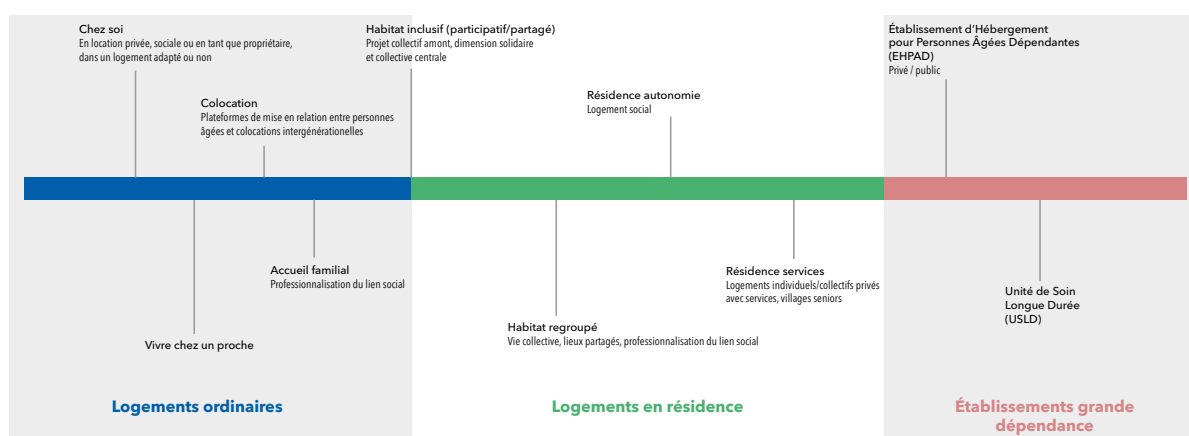 Chez soi
En location privée, sociale ou en tant que propriétaire,
dans un logement adapté ou non
Colocation
Plateformes de mise en relation entre personnes
âgées et colocations intergénérationelles
Habitat inclusif (participatif/partagé)
Projet collectif amont, dimension solidaire
et collective centrale
Résidence autonomie
Logement social
Établissement d'Hébergement
pour Personnes Âgées Dépendantes
(EHPAD)
Privé / public
Vivre chez un proche
Accueil familial
Professionnalisation du lien social
Habitat regroupé
Vie collective, lieux partagés, professionnalisation du lien social
Résidence services
Logements individuels/collectifs privés
avec services, villages seniors
Unité de Soin
Longue Durée
(USLD)
Logements ordinaires
Logements en résidence
Établissements grande
dépendance